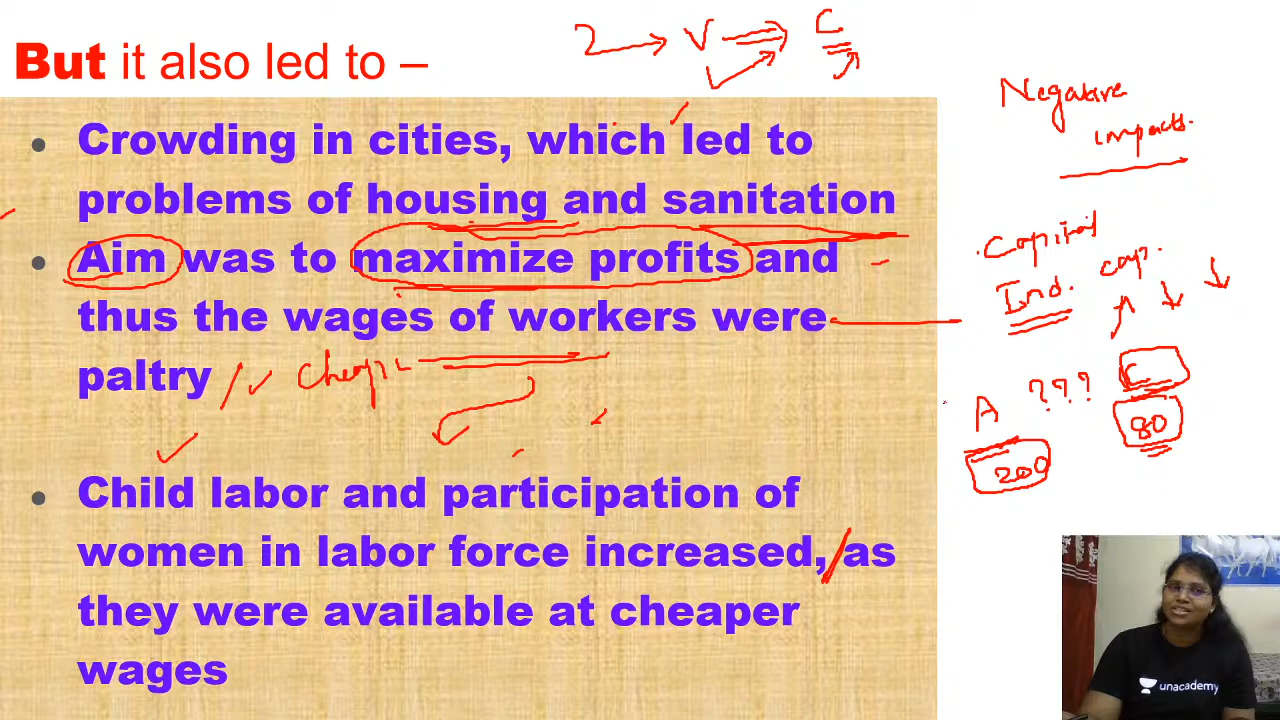 But it also led to –
2 → V ⇒ C
Negative
impacts.
• Crowding in cities, which led to
problems of housing and sanitation
• Aim was to maximize profits and
thus the wages of workers were
paltry
Capital
Ind.
cap.
A ??? C
200
80
• Child labor and participation of
women in labor force increased, as
they were available at cheaper
wages
unacademy